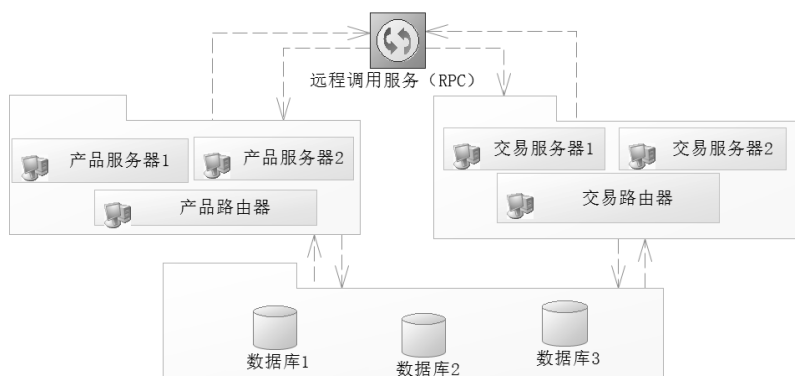 远程调用服务（RPC）
产品服务器1
产品服务器2
交易服务器1
交易服务器2
产品路由器
交易路由器
数据库1
数据库2
数据库3